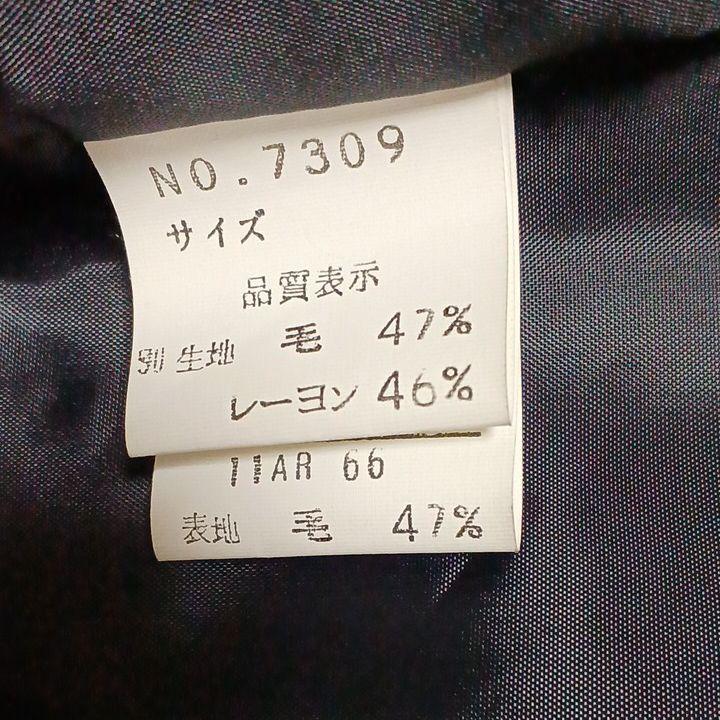 NO.7309
サイズ
品質表示
別生地 毛 47%
レーヨン 46%
11AR 66
表地 毛 47%